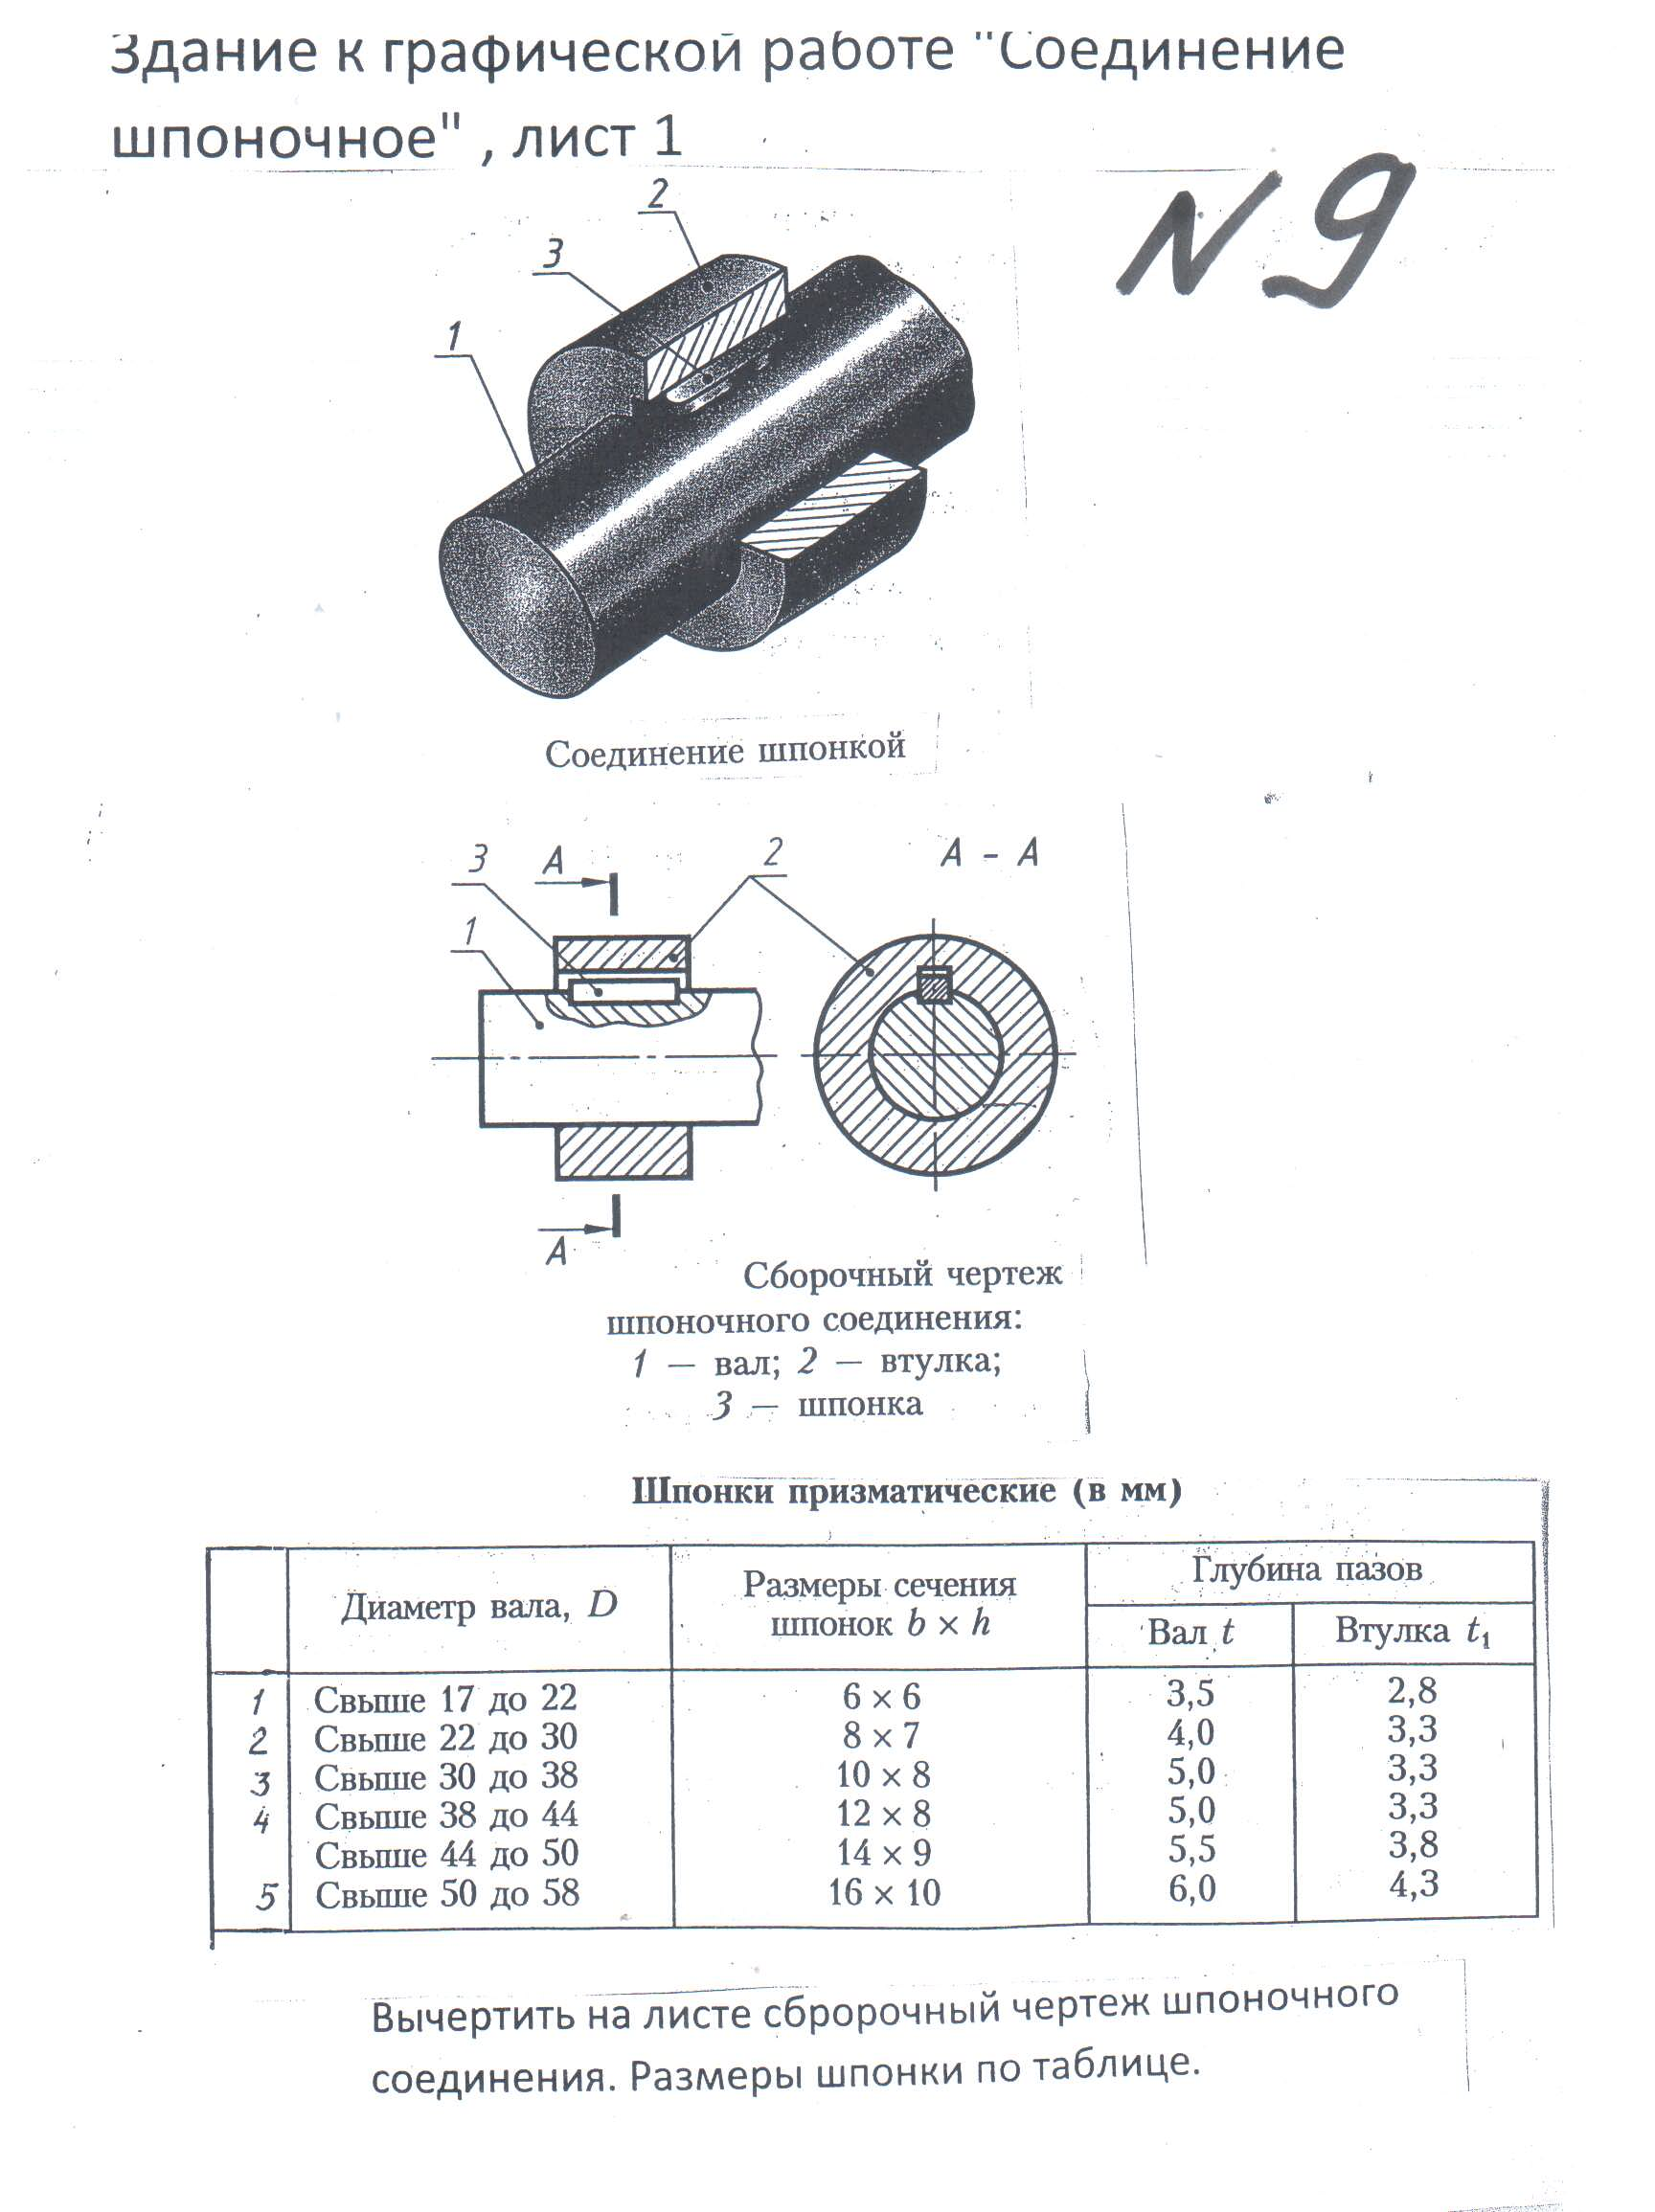 Здание к графической работе "Соединение
шпоночное" , лист 1
N 9
2
3
1
Соединение шпонкой
3 A 2 A - A
1
A
Сборочный чертеж
шпоночного соединения:
1 — вал; 2 — втулка;
3 — шпонка
Шпонки призматические (в мм)
Диаметр вала, D Размеры сечения шпонок b × h Глубина пазов
Вал t Втулка t₁
1 Свыше 17 до 22 6 × 6 3,5 2,8
2 Свыше 22 до 30 8 × 7 4,0 3,3
3 Свыше 30 до 38 10 × 8 5,0 3,3
4 Свыше 38 до 44 12 × 8 5,0 3,3
Свыше 44 до 50 14 × 9 5,5 3,8
5 Свыше 50 до 58 16 × 10 6,0 4,3
Вычертить на листе сбророчный чертеж шпоночного
соединения. Размеры шпонки по таблице.